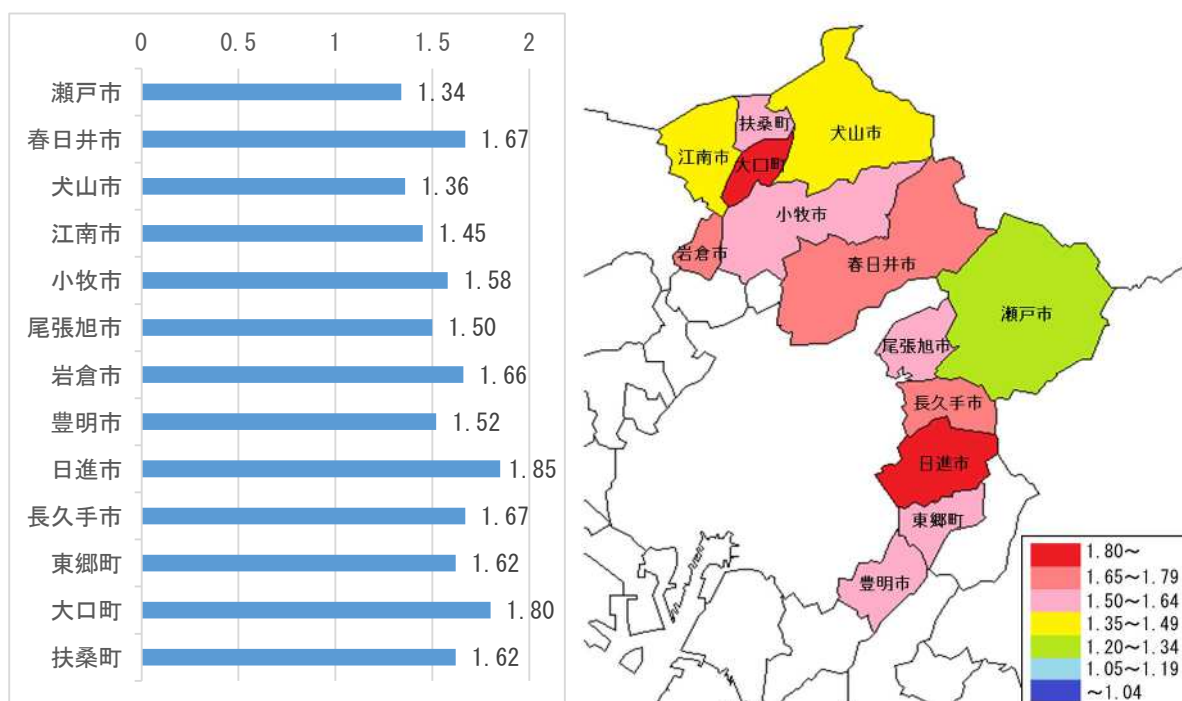 0 0.5 1 1.5 2
瀬戸市 1.34
春日井市 1.67
犬山市 1.36
江南市 1.45
小牧市 1.58
尾張旭市 1.50
岩倉市 1.66
豊明市 1.52
日進市 1.85
長久手市 1.67
東郷町 1.62
大口町 1.80
扶桑町 1.62
扶桑町
犬山市
江南市
大口町
小牧市
岩倉市
春日井市
瀬戸市
尾張旭市
長久手市
日進市
東郷町
豊明市
1.80～
1.65～1.79
1.50～1.64
1.35～1.49
1.20～1.34
1.05～1.19
～1.04